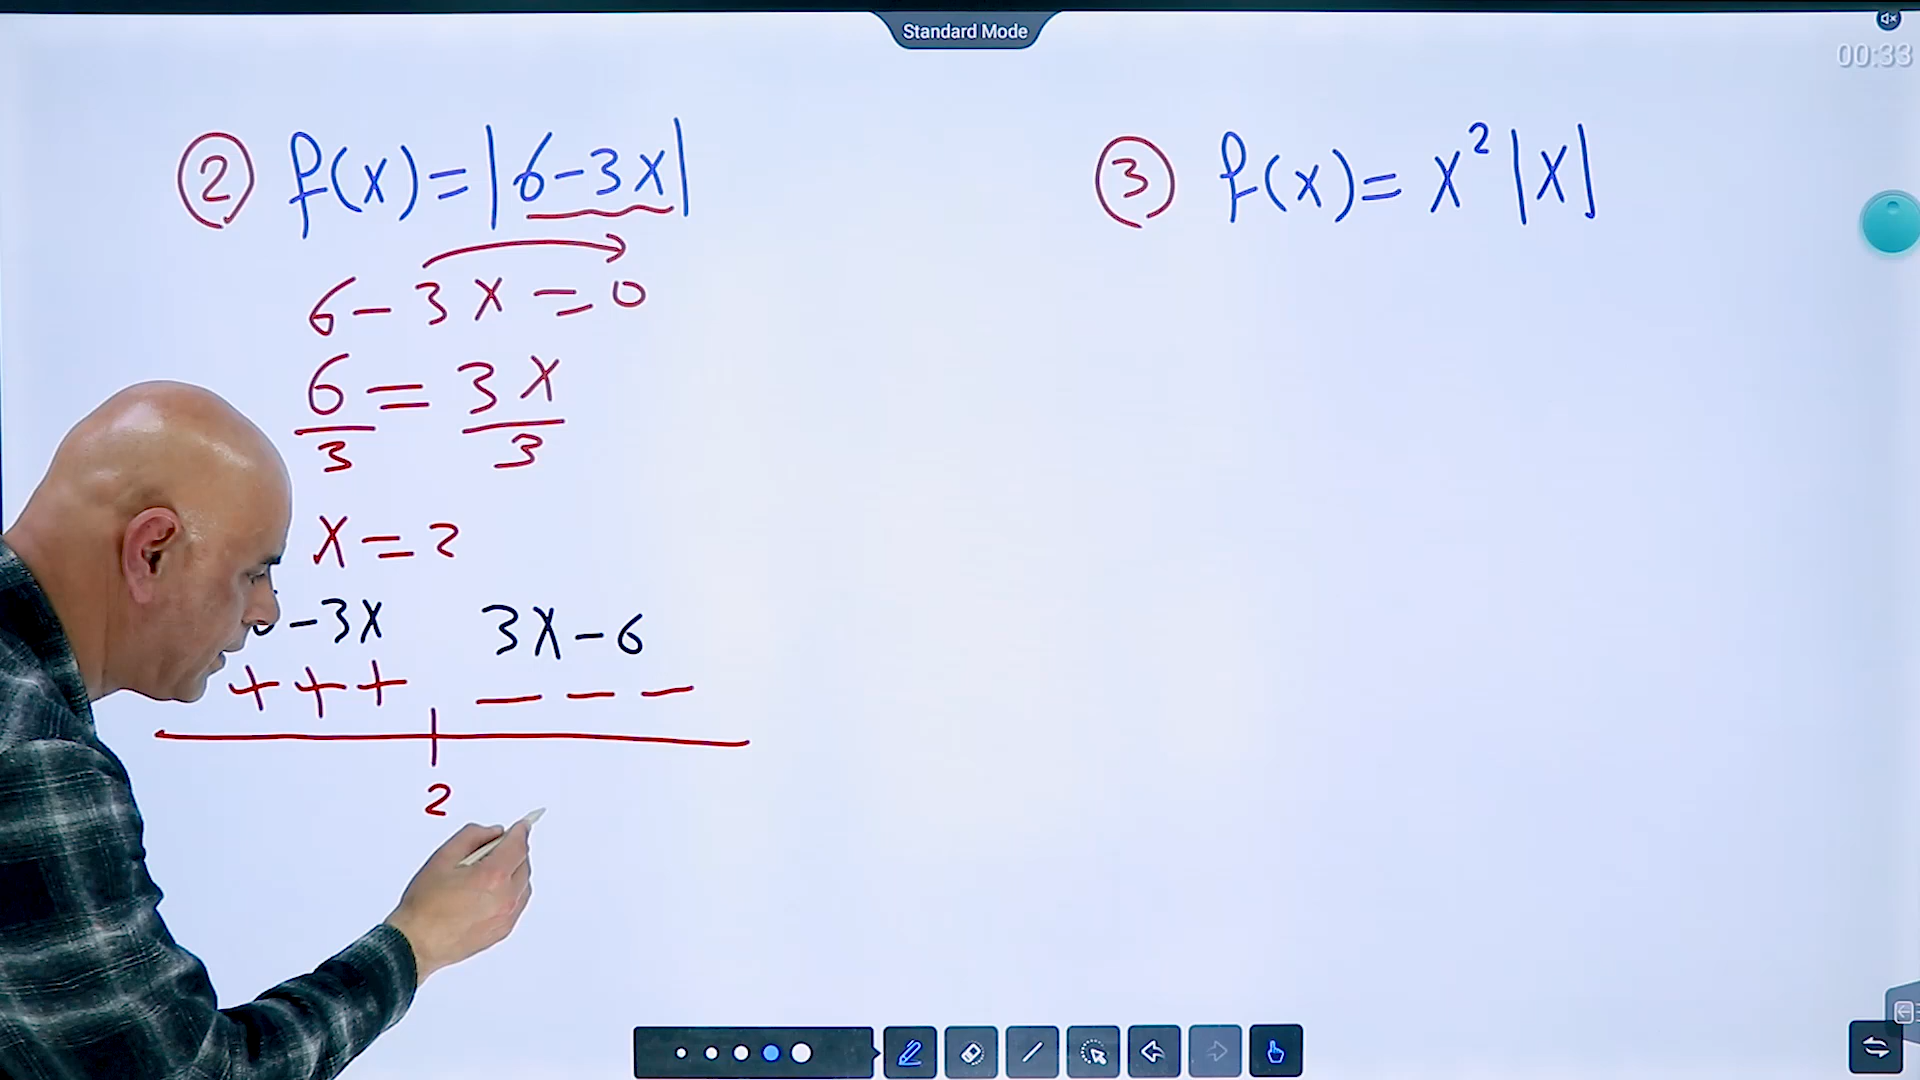 Standard Mode
00:33
② f(x)=|6-3x|
6-3x=0
6/3 = 3x/3
x=2
-3x 3x-6
+++ ---
2
③ f(x)=x²|x|